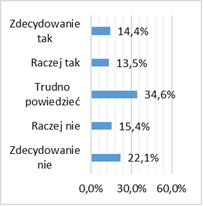 Zdecydowanie
tak
14,4%
Raczej tak
13,5%
Trudno
powiedzieć
34,6%
Raczej nie
15,4%
Zdecydowanie
nie
22,1%
0,0% 30,0% 60,0%